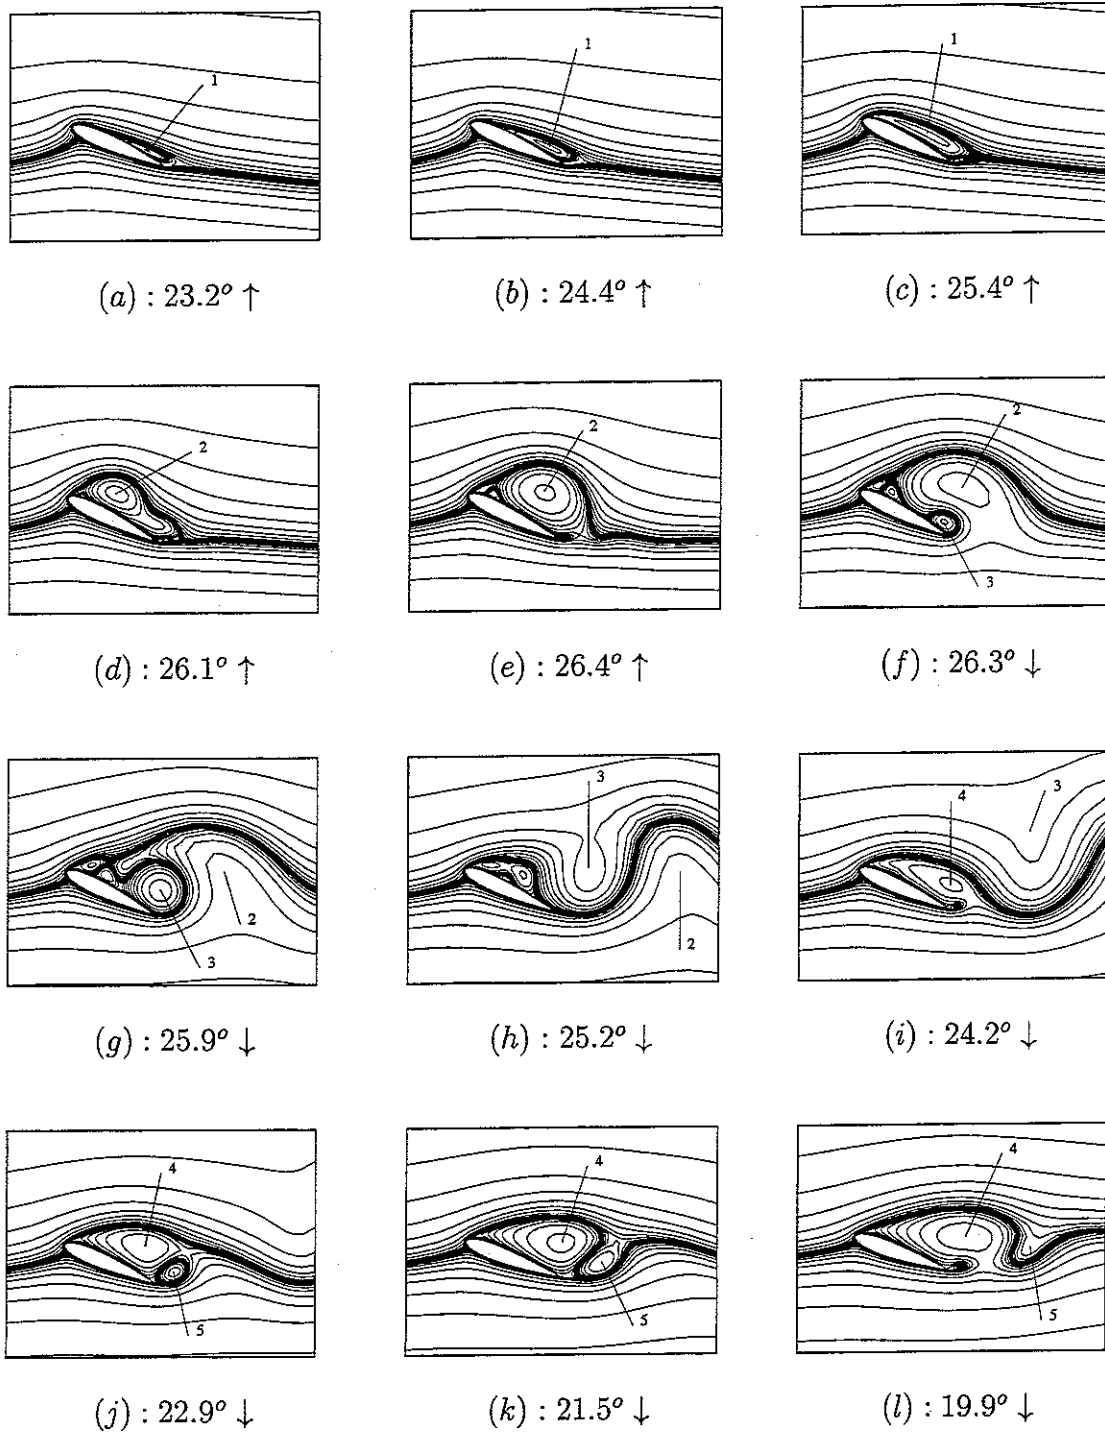 1 1 1
(a) : 23.2° ↑ (b) : 24.4° ↑ (c) : 25.4° ↑
2 2 2
3
(d) : 26.1° ↑ (e) : 26.4° ↑ (f) : 26.3° ↓
3 3
4
2 2
3
(g) : 25.9° ↓ (h) : 25.2° ↓ (i) : 24.2° ↓
4 4 4
5 5 5
(j) : 22.9° ↓ (k) : 21.5° ↓ (l) : 19.9° ↓